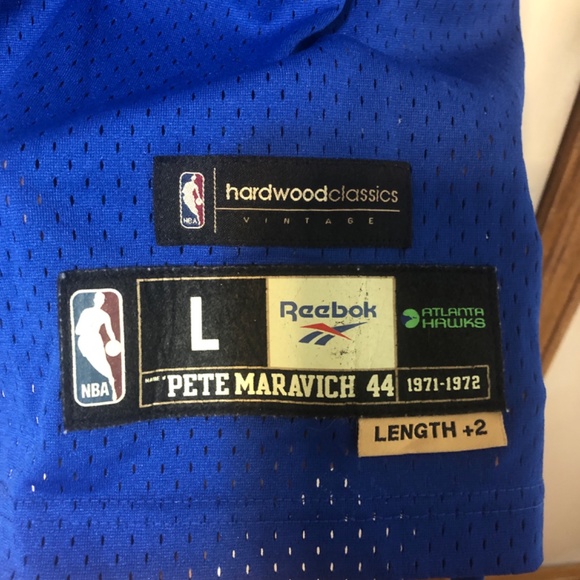 NBA
hardwoodclassics
VINTAGE
NBA
L
Reebok
ATLANTA
HAWKS
PETE MARAVICH 44
1971-1972
LENGTH +2